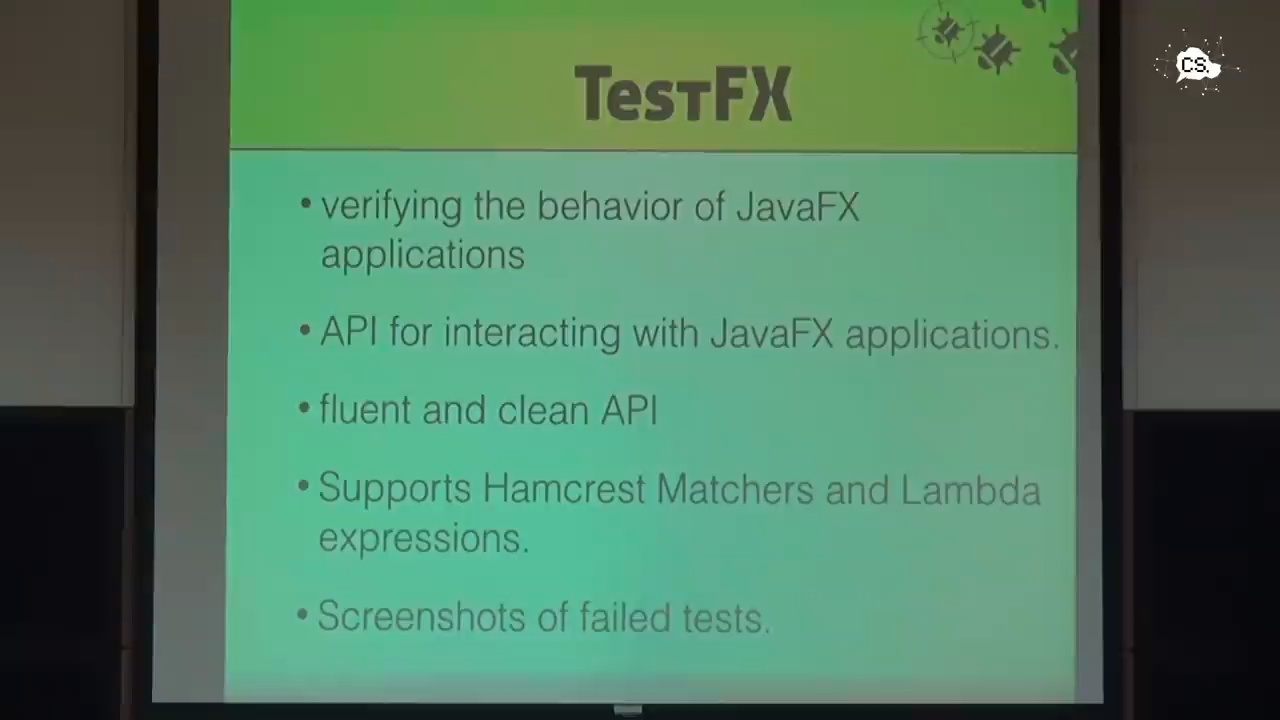 CS.
TestFX
• verifying the behavior of JavaFX
applications
• API for interacting with JavaFX applications.
• fluent and clean API
• Supports Hamcrest Matchers and Lambda
expressions.
• Screenshots of failed tests.